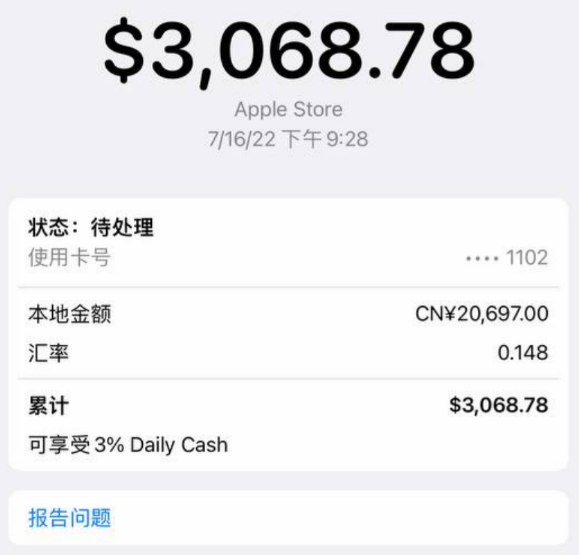 $3,068.78
Apple Store
7/16/22 下午9:28
状态：待处理
使用卡号 •••• 1102
本地金额 CN¥20,697.00
汇率 0.148
累计 $3,068.78
可享受3% Daily Cash
报告问题